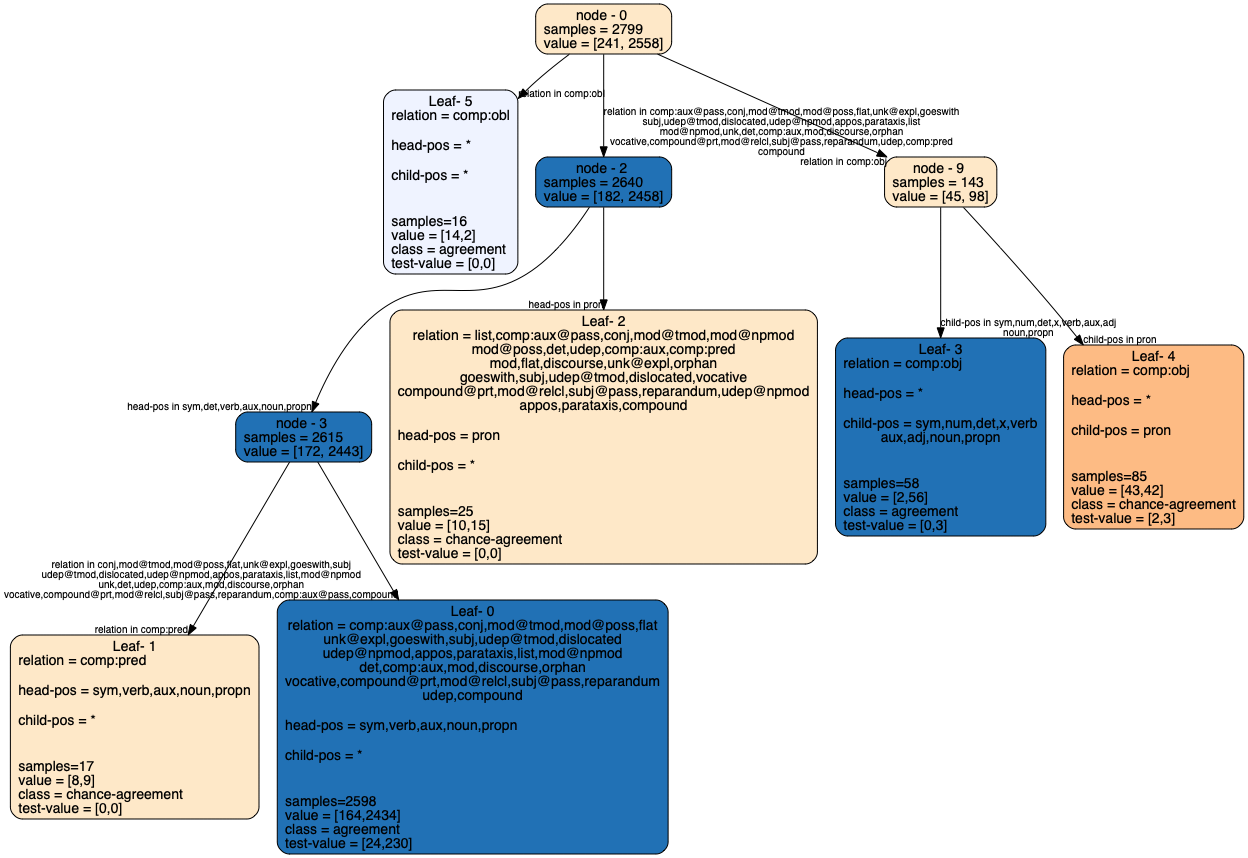 node - 0
samples = 2799
value = [241, 2558]
relation in comp:obl
relation in comp:aux@pass,conj,mod@tmod,mod@poss,flat,unk@expl,goeswith
subj,udep@tmod,dislocated,udep@npmod,appos,parataxis,list
mod@npmod,unk,det,comp:aux,mod,discourse,orphan
vocative,compound@prt,mod@relcl,subj@pass,reparandum,udep,comp:pred
compound
relation in comp:obj
Leaf- 5
relation = comp:obl
head-pos = *
child-pos = *
samples=16
value = [14,2]
class = agreement
test-value = [0,0]
node - 2
samples = 2640
value = [182, 2458]
node - 9
samples = 143
value = [45, 98]
head-pos in pron
Leaf- 2
relation = list,comp:aux@pass,conj,mod@tmod,mod@npmod
mod@poss,det,udep,comp:aux,comp:pred
mod,flat,discourse,unk@expl,orphan
goeswith,subj,udep@tmod,dislocated,vocative
compound@prt,mod@relcl,subj@pass,reparandum,udep@npmod
appos,parataxis,compound
head-pos = pron
child-pos = *
samples=25
value = [10,15]
class = chance-agreement
test-value = [0,0]
child-pos in sym,num,det,x,verb,aux,adj
noun,propn
child-pos in pron
Leaf- 3
relation = comp:obj
head-pos = *
child-pos = sym,num,det,x,verb
aux,adj,noun,propn
samples=58
value = [2,56]
class = agreement
test-value = [0,3]
Leaf- 4
relation = comp:obj
head-pos = *
child-pos = pron
samples=85
value = [43,42]
class = chance-agreement
test-value = [2,3]
head-pos in sym,det,verb,aux,noun,propn
node - 3
samples = 2615
value = [172, 2443]
relation in conj,mod@tmod,mod@poss,flat,unk@expl,goeswith,subj
udep@tmod,dislocated,udep@npmod,appos,parataxis,list,mod@npmod
unk,det,udep,comp:aux,mod,discourse,orphan
vocative,compound@prt,mod@relcl,subj@pass,reparandum,comp:aux@pass,compound
relation in comp:pred
Leaf- 1
relation = comp:pred
head-pos = sym,verb,aux,noun,propn
child-pos = *
samples=17
value = [8,9]
class = chance-agreement
test-value = [0,0]
Leaf- 0
relation = comp:aux@pass,conj,mod@tmod,mod@poss,flat
unk@expl,goeswith,subj,udep@tmod,dislocated
udep@npmod,appos,parataxis,list,mod@npmod
det,comp:aux,mod,discourse,orphan
vocative,compound@prt,mod@relcl,subj@pass,reparandum
udep,compound
head-pos = sym,verb,aux,noun,propn
child-pos = *
samples=2598
value = [164,2434]
class = agreement
test-value = [24,230]